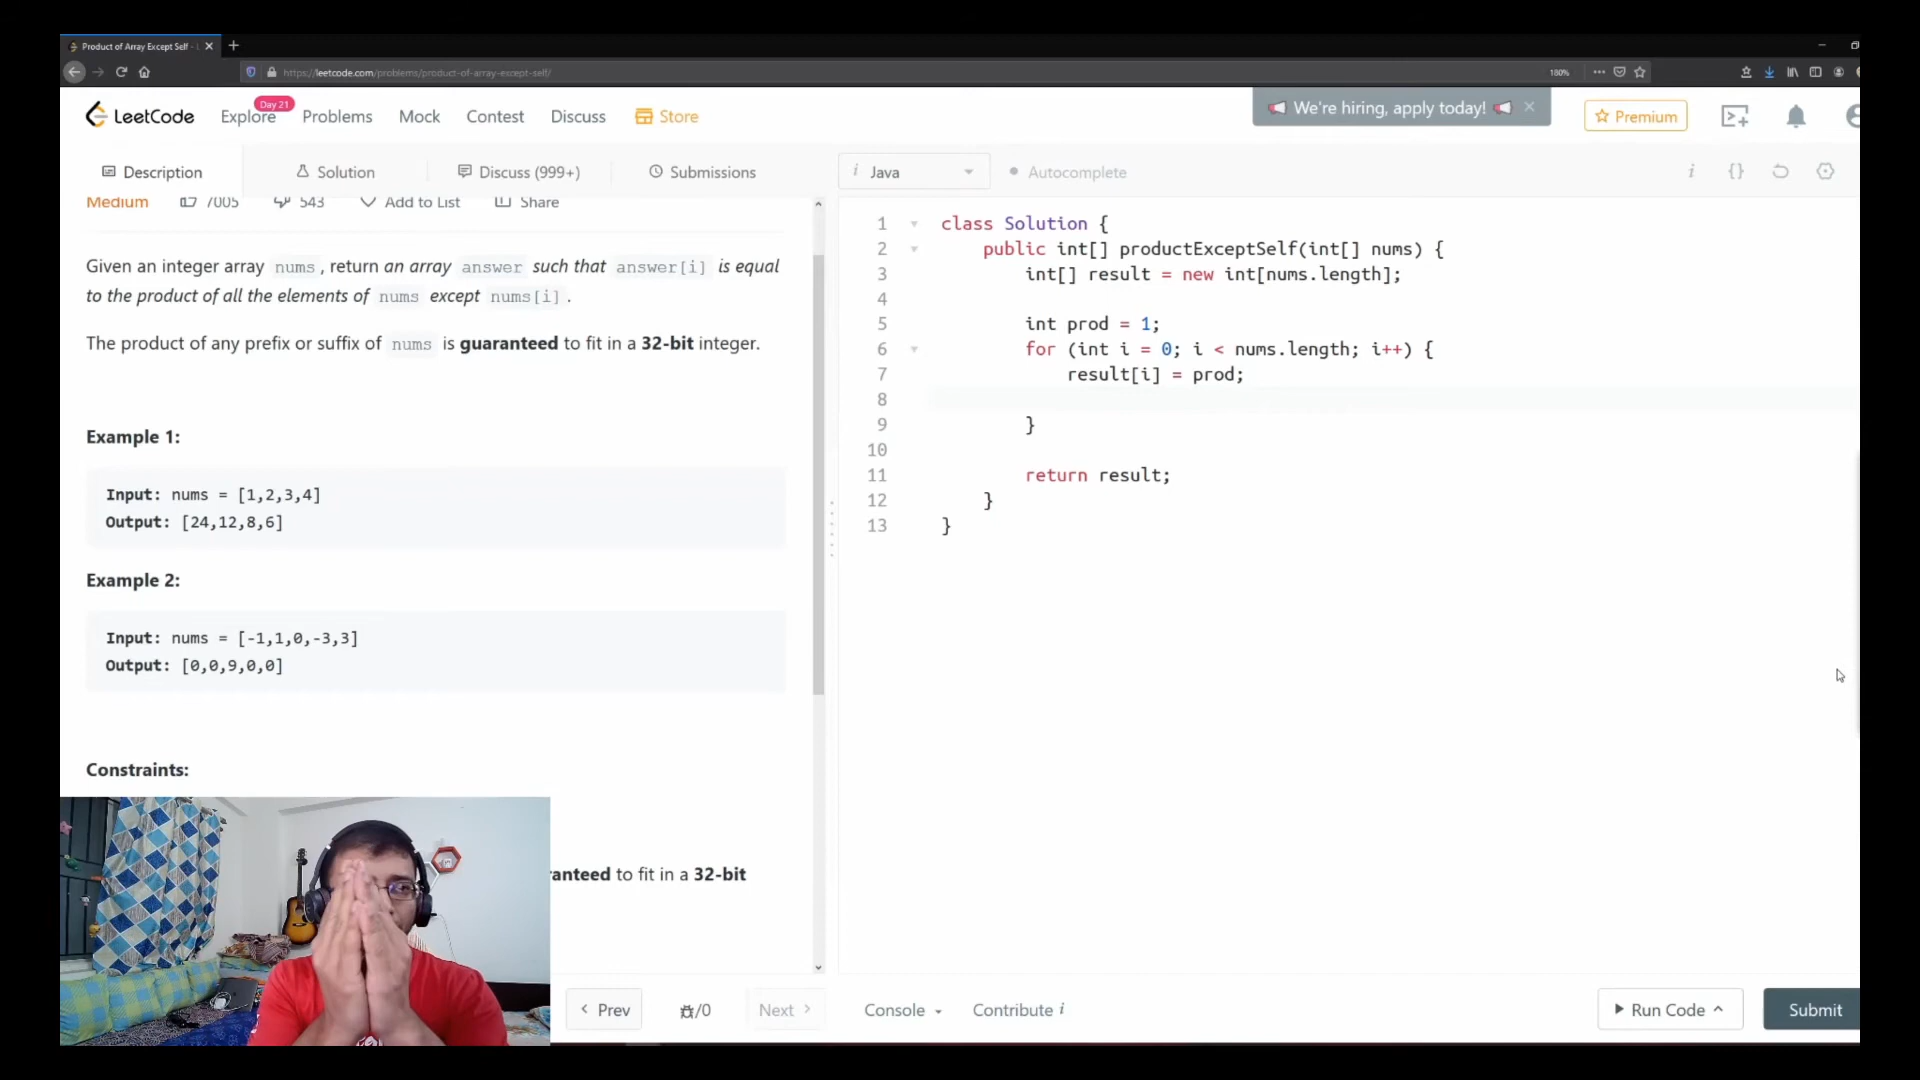 Product of Array Except Self -
https://leetcode.com/problems/product-of-array-except-self/
180%
LeetCode
Explore
Day 21
Problems
Mock
Contest
Discuss
Store
We're hiring, apply today!
Premium
Description
Solution
Discuss (999+)
Submissions
Medium
7005
543
Add to List
Share
Given an integer array nums, return an array answer such that answer[i] is equal
to the product of all the elements of nums except nums[i].
The product of any prefix or suffix of nums is guaranteed to fit in a 32-bit integer.
Example 1:
Input: nums = [1,2,3,4]
Output: [24,12,8,6]
Example 2:
Input: nums = [-1,1,0,-3,3]
Output: [0,0,9,0,0]
Constraints:
ranteed to fit in a 32-bit
Prev
/0
Next
i Java
Autocomplete
i {}
1 class Solution {
2 public int[] productExceptSelf(int[] nums) {
3 int[] result = new int[nums.length];
4
5 int prod = 1;
6 for (int i = 0; i < nums.length; i++) {
7 result[i] = prod;
8
9 }
10
11 return result;
12 }
13 }
Console
Contribute i
Run Code
Submit